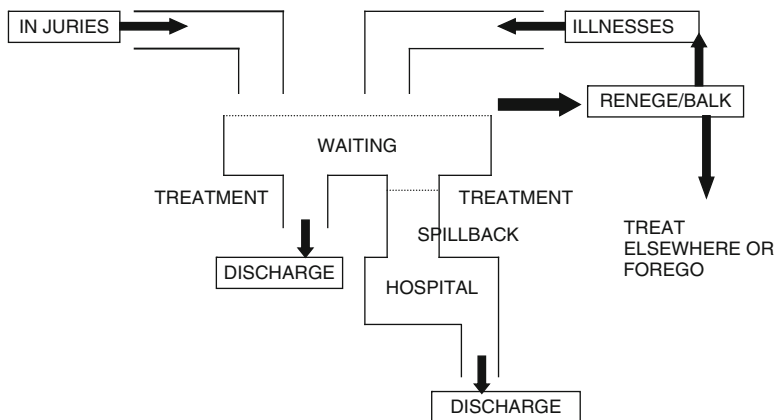 IN JURIES
ILLNESSES
RENEGE/BALK
WAITING
TREATMENT
TREATMENT
SPILLBACK
TREAT
ELSEWHERE OR
FOREGO
DISCHARGE
HOSPITAL
DISCHARGE